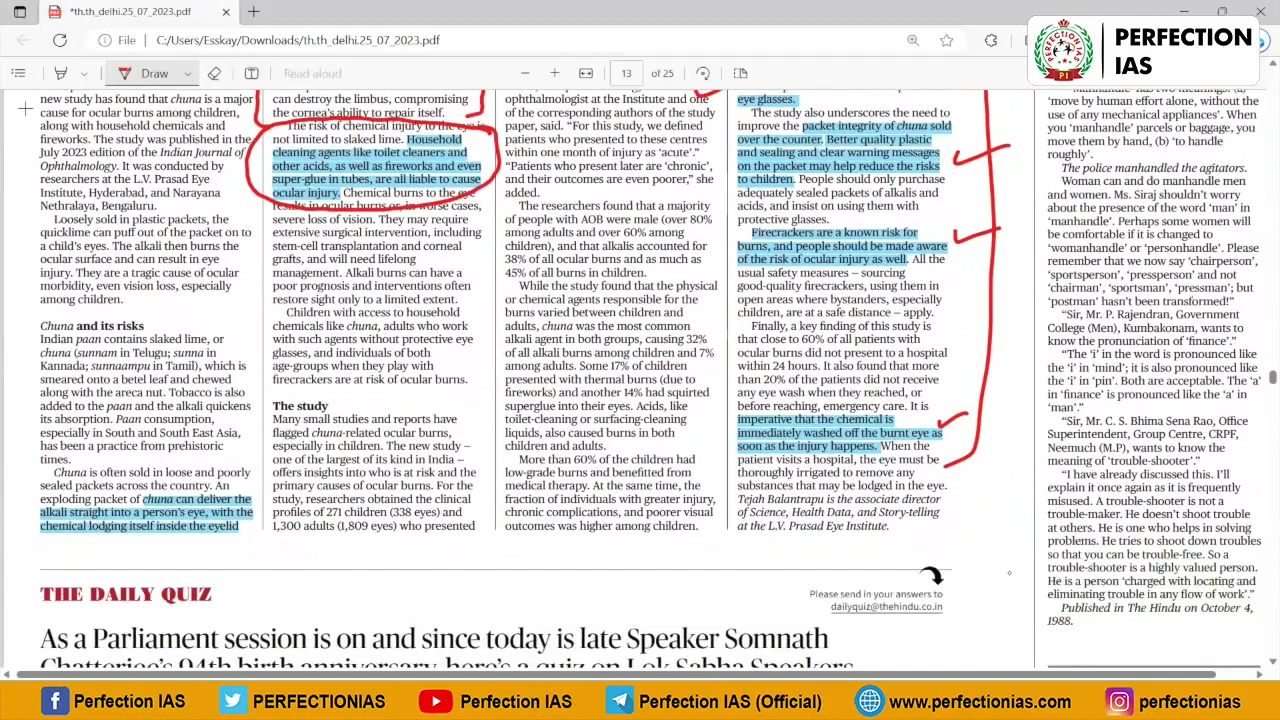 *th.th_delhi.25_07_2023.pdf
File
C:/Users/Esskay/Downloads/th.th_delhi.25_07_2023.pdf
PERFECTION
IAS
Draw
Read aloud
13
of 25
new study has found that chuna is a major
cause for ocular burns among children,
along with household chemicals and
fireworks. The study was published in the
July 2023 edition of the Indian Journal of
Ophthalmology. It was conducted by
researchers at the L.V. Prasad Eye
Institute, Hyderabad, and Narayana
Nethralaya, Bengaluru.
Loosely sold in plastic packets, the
quicklime can puff out of the packet on to
a child's eyes. The alkali then burns the
ocular surface and can result in eye
injury. They are a tragic cause of ocular
morbidity, even vision loss, especially
among children.
Chuna and its risks
Indian paan contains slaked lime, or
chuna (sunnam in Telugu; sunna in
Kannada; sunnaampu in Tamil), which is
smeared onto a betel leaf and chewed
along with the areca nut. Tobacco is also
added to the paan and the alkali quickens
its absorption. Paan consumption,
especially in South and South East Asia,
has been a practice from prehistoric
times.
Chuna is often sold in loose and poorly
sealed packets across the country. An
exploding packet of chuna can deliver the
alkali straight into a person's eye, with the
chemical lodging itself inside the eyelid
can destroy the limbus, compromising
the cornea's ability to repair itself.
The risk of chemical injury to the eye is
not limited to slaked lime. Household
cleaning agents like toilet cleaners and
other acids, as well as fireworks and even
super-glue in tubes, are all liable to cause
ocular injury. Chemical burns to the eye
results in ocular burns or, in worse cases,
severe loss of vision. They may require
extensive surgical intervention, including
stem-cell transplantation and corneal
grafts, and will need lifelong
management. Alkali burns can have a
poor prognosis and interventions often
restore sight only to a limited extent.
Children with access to household
chemicals like chuna, adults who work
with such agents without protective eye
glasses, and individuals of both
age-groups when they play with
firecrackers are at risk of ocular burns.
The study
Many small studies and reports have
flagged chuna-related ocular burns,
especially in children. The new study –
one of the largest of its kind in India –
offers insights into who is at risk and the
primary causes of ocular burns. For the
study, researchers obtained the clinical
profiles of 271 children (338 eyes) and
1,300 adults (1,809 eyes) who presented
ophthalmologist at the Institute and one
of the corresponding authors of the study
paper, said. "For this study, we defined
patients who presented to these centres
within one month of injury as 'acute'."
"Patients who present later are 'chronic',
and their outcomes are even poorer," she
added.
The researchers found that a majority
of people with AOB were male (over 80%
among adults and over 60% among
children), and that alkalis accounted for
38% of all ocular burns and as much as
45% of all burns in children.
While the study found that the physical
or chemical agents responsible for the
burns varied between children and
adults, chuna was the most common
alkali agent in both groups, causing 32%
of all alkali burns among children and 7%
among adults. Some 17% of children
presented with thermal burns (due to
fireworks) and another 14% had squirted
superglue into their eyes. Acids, like
toilet-cleaning or surfacing-cleaning
liquids, also caused burns in both
children and adults.
More than 60% of the children had
low-grade burns and benefitted from
medical therapy. At the same time, the
fraction of individuals with greater injury,
chronic complications, and poorer visual
outcomes was higher among children.
eye glasses.
The study also underscores the need to
improve the packet integrity of chuna sold
over the counter. Better quality plastic
and sealing and clear warning messages
on the packet may help reduce the risks
to children. People should only purchase
adequately sealed packets of alkalis and
acids, and insist on using them with
protective glasses.
Firecrackers are a known risk for
burns, and people should be made aware
of the risk of ocular injury as well. All the
usual safety measures – sourcing
good-quality firecrackers, using them in
open areas where bystanders, especially
children, are at a safe distance – apply.
Finally, a key finding of this study is
that close to 60% of all patients with
ocular burns did not present to a hospital
within 24 hours. It also found that more
than 20% of the patients did not receive
any eye wash when they reached, or
before reaching, emergency care. It is
imperative that the chemical is
immediately washed off the burnt eye as
soon as the injury happens. When the
patient visits a hospital, the eye must be
thoroughly irrigated to remove any
substances that may be lodged in the eye.
Tejah Balantrapu is the associate director
of Science, Health Data, and Story-telling
at the L.V. Prasad Eye Institute.
'move by human effort alone, without the
use of any mechanical appliances'. When
you 'manhandle' parcels or baggage, you
move them by hand, (b) 'to handle
roughly'.
The police manhandled the agitators.
Woman can and do manhandle men
and women. Ms. Siraj shouldn't worry
about the presence of the word 'man' in
'manhandle'. Perhaps some women will
be comfortable if it is changed to
'womanhandle' or 'personhandle'. Please
remember that we now say 'chairperson',
'sportsperson', 'pressperson' and not
'chairman', 'sportsman', 'pressman'; but
'postman' hasn't been transformed!"
"Sir, Mr. P. Rajendran, Government
College (Men), Kumbakonam, wants to
know the pronunciation of 'finance'."
"The 'i' in the word is pronounced like
the 'i' in 'mind'; it is also pronounced like
the 'i' in 'pin'. Both are acceptable. The 'a'
in 'finance' is pronounced like the 'a' in
'man'."
"Sir, Mr. C. S. Bhima Sena Rao, Office
Superintendent, Group Centre, CRPF,
Neemuch (M.P), wants to know the
meaning of 'trouble-shooter'."
"I have already discussed this. I'll
explain it once again as it is frequently
misused. A trouble-shooter is not a
trouble-maker. He doesn't shoot trouble
at others. He is one who helps in solving
problems. He tries to shoot down troubles
so that you can be trouble-free. So a
trouble-shooter is a highly valued person.
He is a person 'charged with locating and
eliminating trouble in any flow of work'."
Published in The Hindu on October 4,
1988.
THE DAILY QUIZ
Please send in your answers to
dailyquiz@thehindu.co.in
As a Parliament session is on and since today is late Speaker Somnath
Chatterjee's 94th birth anniversary, here's a quiz on Lok Sabha Speakers
Perfection IAS
PERFECTIONIAS
Perfection IAS
Perfection IAS (Official)
www.perfectionias.com
perfectionias